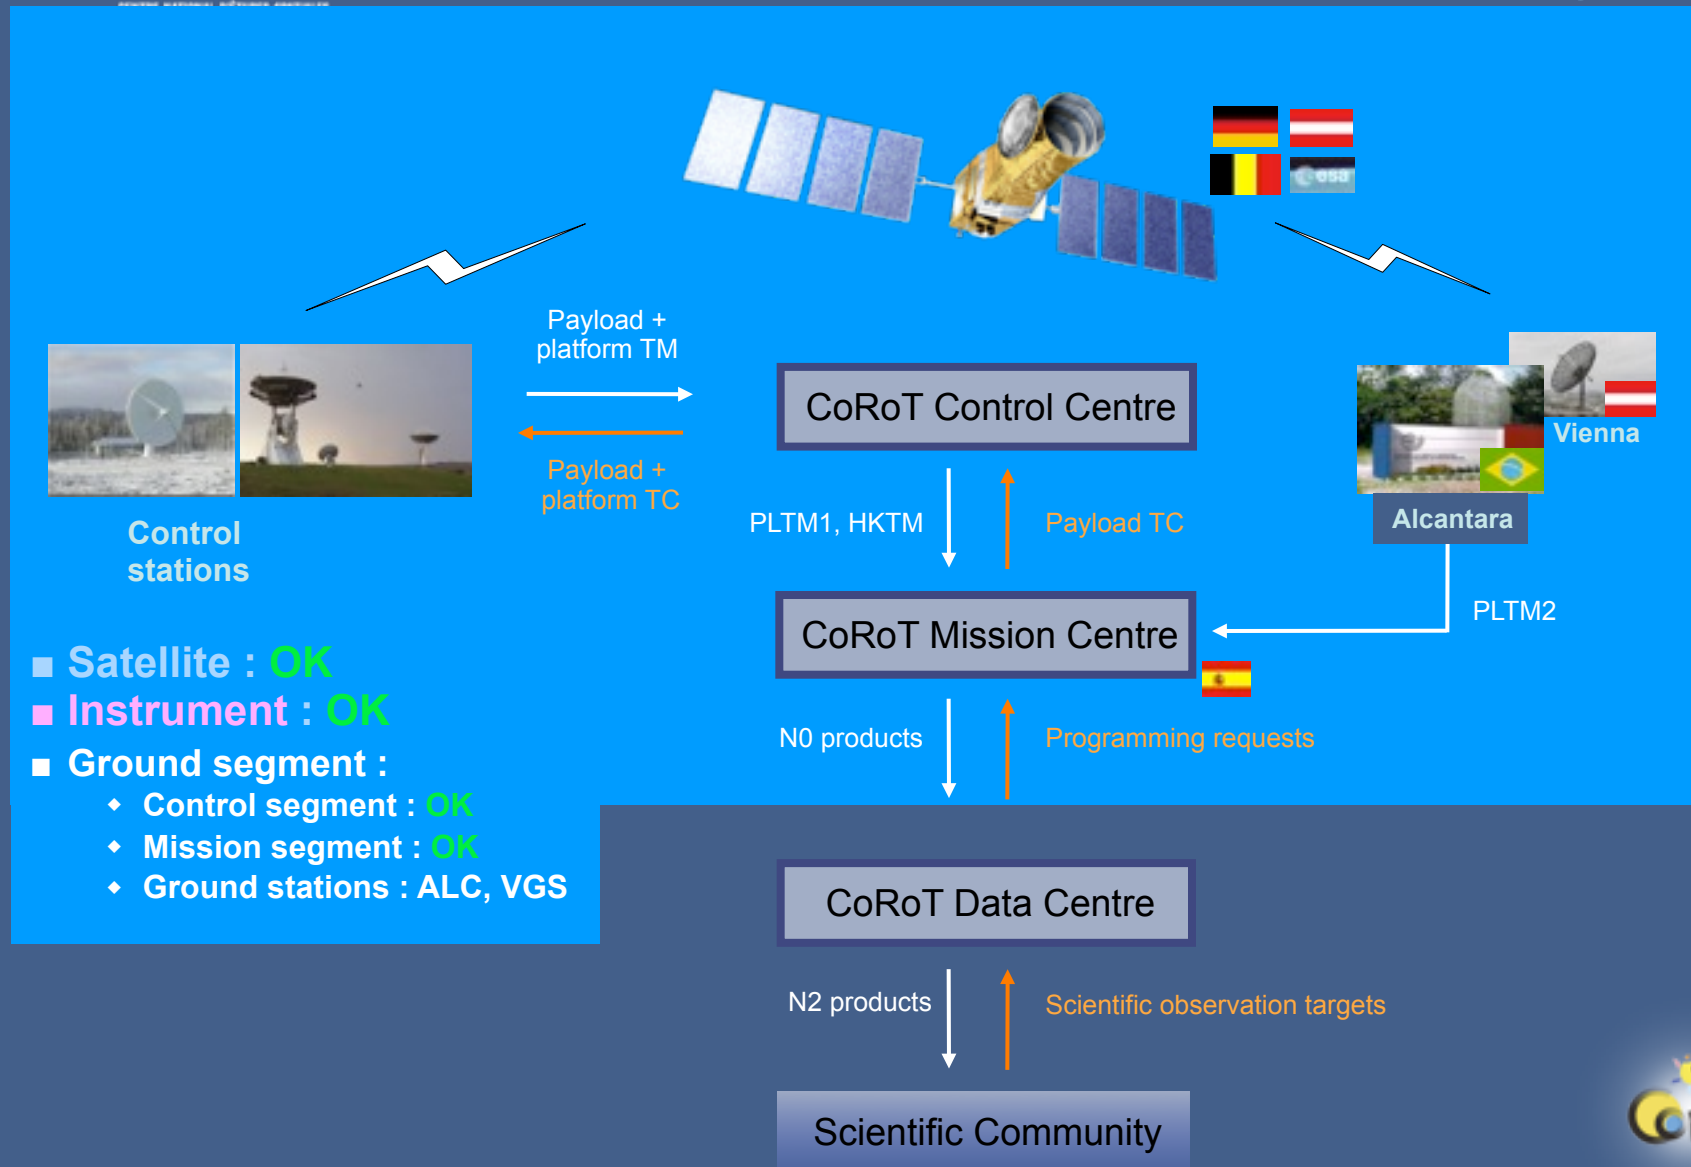 esa
Payload +
platform TM
Payload +
platform TC
Control
stations
CoRoT Control Centre
Vienna
Alcantara
PLTM1, HKTM
Payload TC
PLTM2
CoRoT Mission Centre
N0 products
Programming requests
■ Satellite : OK
■ Instrument : OK
■ Ground segment :
◆ Control segment : OK
◆ Mission segment : OK
◆ Ground stations : ALC, VGS
CoRoT Data Centre
N2 products
Scientific observation targets
Scientific Community